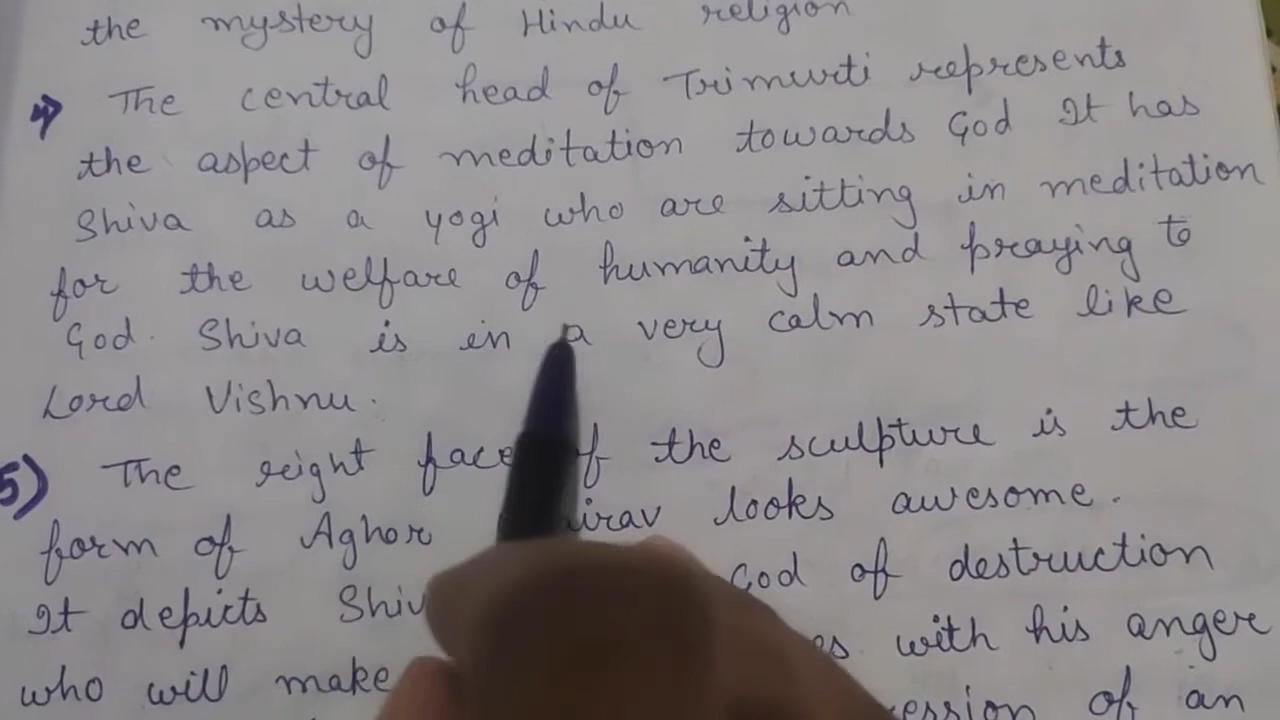 the mystery of Hindu religion
4) The central head of Trimurti represents
the aspect of meditation towards God It has
Shiva as a yogi who are sitting in meditation
for the welfare of humanity and praying to
God. Shiva is in a very calm state like
Lord Vishnu.
5) The right face of the sculpture is the
form of Aghor looks awesome.
It depicts God of destruction
who will make with his anger
of an